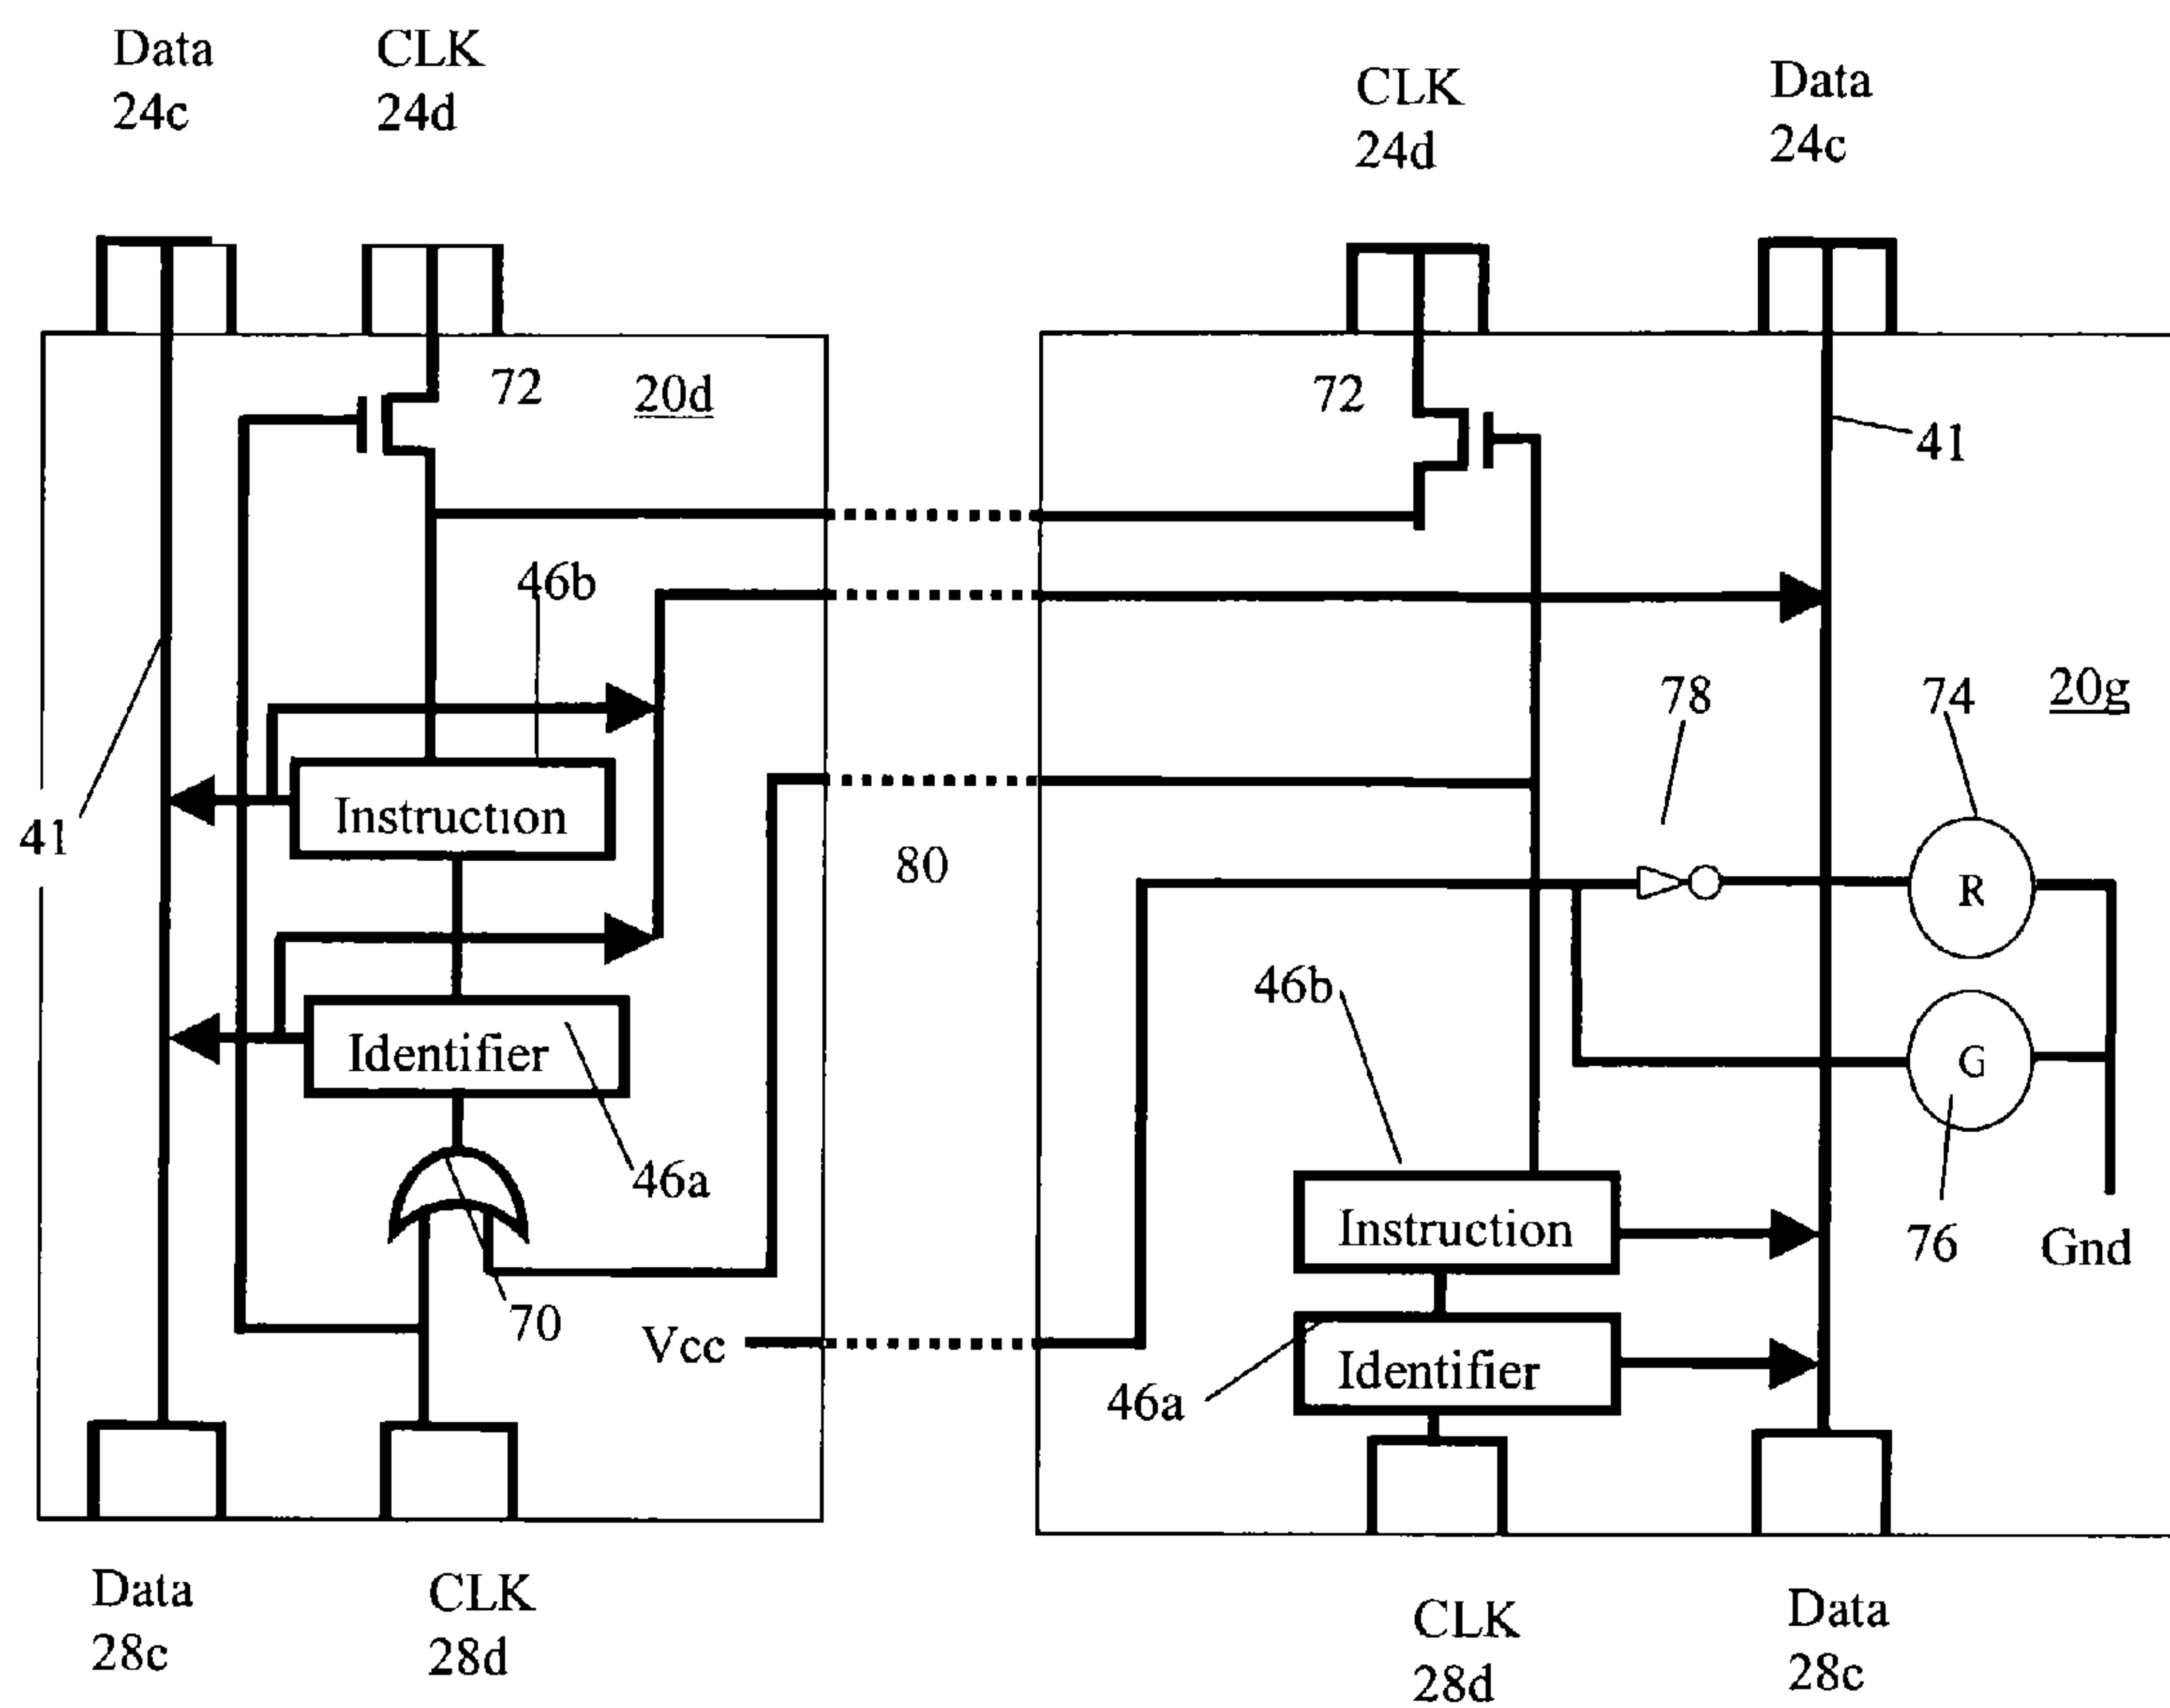 Data
24c
CLK
24d
CLK
24d
Data
24c
72
20d
72
41
46b
78
74
20g
41
Instruction
80
R
46b
Identifier
G
46a
Instruction
76
Gnd
70
Vcc
Identifier
46a
Data
28c
CLK
28d
CLK
28d
Data
28c